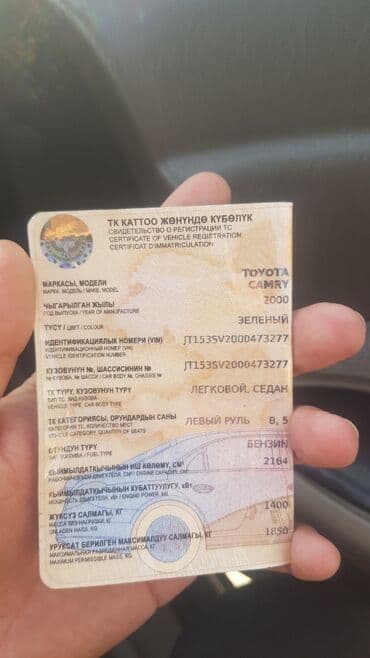 ТК КАТТОО ЖӨНҮНДӨ КҮБӨЛҮК
СВИДЕТЕЛЬСТВО О РЕГИСТРАЦИИ ТС
CERTIFICATE OF VEHICLE REGISTRATION
CERTIFICAT D'IMMATRICULATION
TOYOTA
МАРКАСЫ, МОДЕЛИ CAMRY
МАРКА, МОДЕЛЬ / MAKE, MODEL
ЧЫГАРЫЛГАН ЖЫЛЫ 2000
ГОД ВЫПУСКА / YEAR OF MANUFACTURE
ТҮСҮ / ЦВЕТ / COLOUR ЗЕЛЕНЫЙ
ИДЕНТИФИКАЦИЯЛЫК НОМЕРИ (VIN) JT153SV2000473277
ИДЕНТИФИКАЦИОННЫЙ НОМЕР (VIN)
VEHICLE IDENTIFICATION NUMBER
КУЗОВУНУН №, ШАССИСИНИН № JT153SV2000473277
№ КУЗОВА, № ШАССИ / CAR BODY №, CHASSIS №
ТК ТҮРҮ, КУЗОВУНУН ТҮРҮ ЛЕГКОВОЙ, СЕДАН
ТИП ТС, ВИД КУЗОВА
VEHICLE TYPE, CAR BODY TYPE
ТК КАТЕГОРИЯСЫ, ОРУНДАРДЫН САНЫ ЛЕВЫЙ РУЛЬ В, 5
КАТЕГОРИЯ ТС, КОЛИЧЕСТВО МЕСТ
VEHICLE CATEGORY, QUANTITY OF SEATS
ОТУНДУН ТҮРҮ БЕНЗИН
ВИД ТОПЛИВА / FUEL TYPE
КЫЙМЫЛДАТКЫЧЫНЫН ИШ КӨЛӨМҮ, СМ³ 2164
РАБОЧИЙ ОБЪЕМ ДВИГАТЕЛЯ, СМ³ / ENGINE CAPACITY, CM³
КЫЙМЫЛДАТКЫЧЫНЫН КУБАТТУУЛУГУ, кВт
МОЩНОСТЬ ДВИГАТЕЛЯ, кВт / ENGINE POWER, kW
ЖҮКСҮЗ САЛМАГЫ, КГ 1400
МАССА БЕЗ НАГРУЗКИ, КГ
UNLADEN MASS, KG
УРУКСАТ БЕРИЛГЕН МАКСИМАЛДУУ САЛМАГЫ, КГ 1850
МАКСИМАЛЬНАЯ РАЗРЕШЕННАЯ МАССА, КГ
MAXIMUM PERMISSIBLE MASS, KG